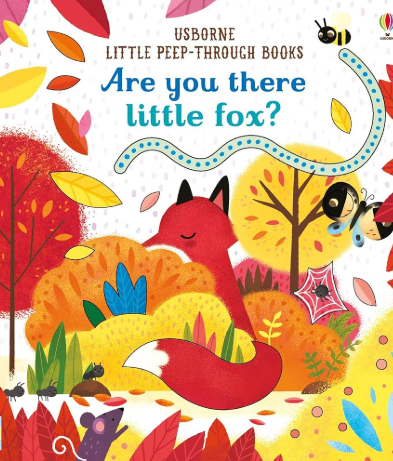 USBORNE
LITTLE PEEP-THROUGH BOOKS
Are you there
little fox?